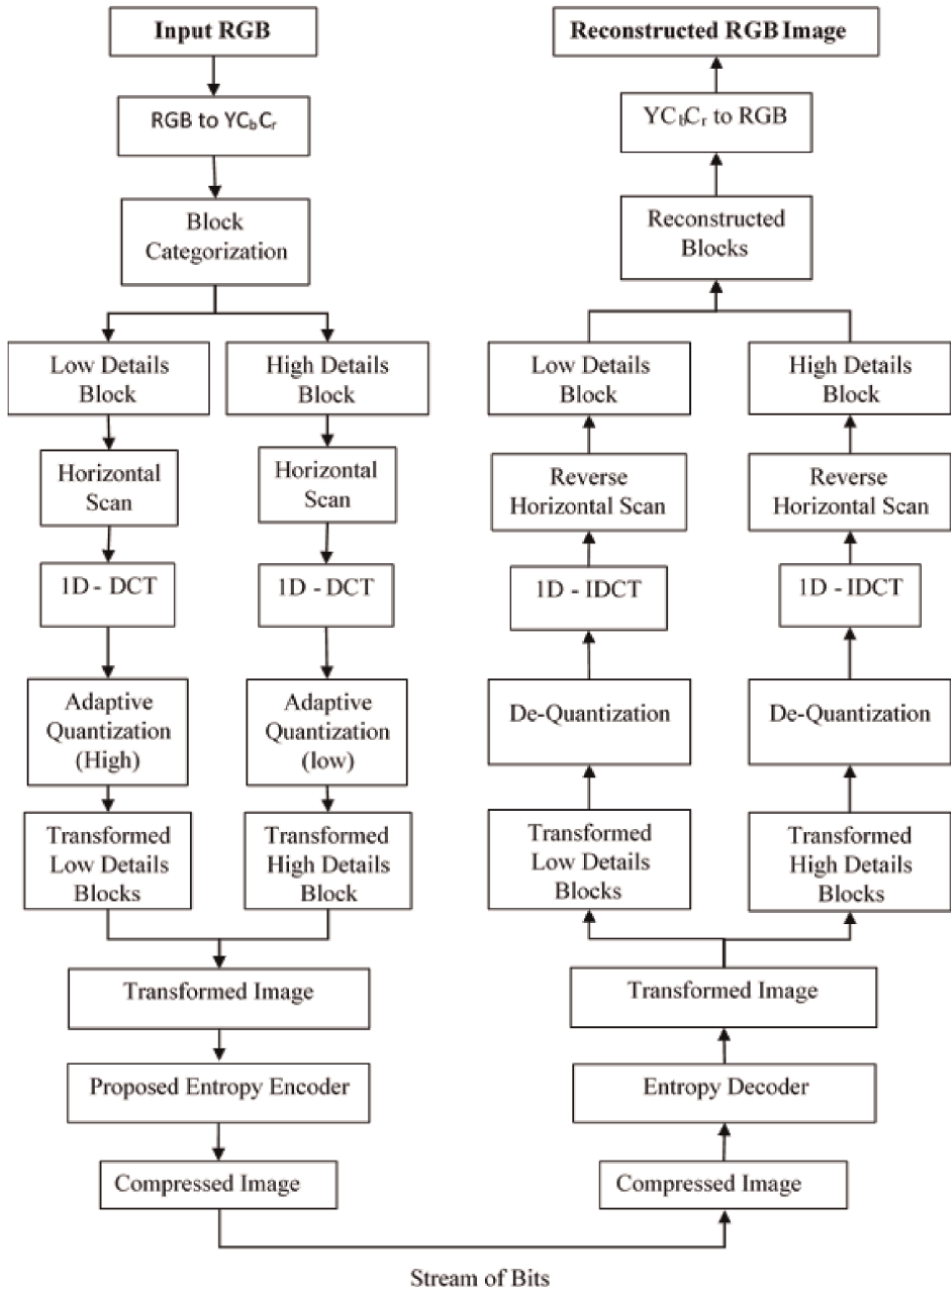 Input RGB
RGB to YCbCr
Block
Categorization
Low Details
Block
High Details
Block
Horizontal
Scan
Horizontal
Scan
1D - DCT
1D - DCT
Adaptive
Quantization
(High)
Adaptive
Quantization
(low)
Transformed
Low Details
Blocks
Transformed
High Details
Block
Transformed Image
Proposed Entropy Encoder
Compressed Image
Stream of Bits
Reconstructed RGB Image
YCbCr to RGB
Reconstructed
Blocks
Low Details
Block
High Details
Block
Reverse
Horizontal Scan
Reverse
Horizontal Scan
1D - IDCT
1D - IDCT
De-Quantization
De-Quantization
Transformed
Low Details
Blocks
Transformed
High Details
Blocks
Transformed Image
Entropy Decoder
Compressed Image